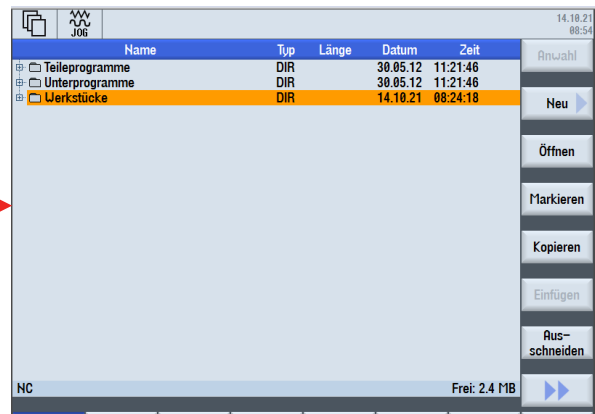 JOG
14.10.21
08:54
Name Typ Länge Datum Zeit
Teileprogramme DIR 30.05.12 11:21:46
Unterprogramme DIR 30.05.12 11:21:46
Werkstücke DIR 14.10.21 08:24:18
Anwahl
Neu
Öffnen
Markieren
Kopieren
Einfügen
Aus-
schneiden
NC Frei: 2.4 MB